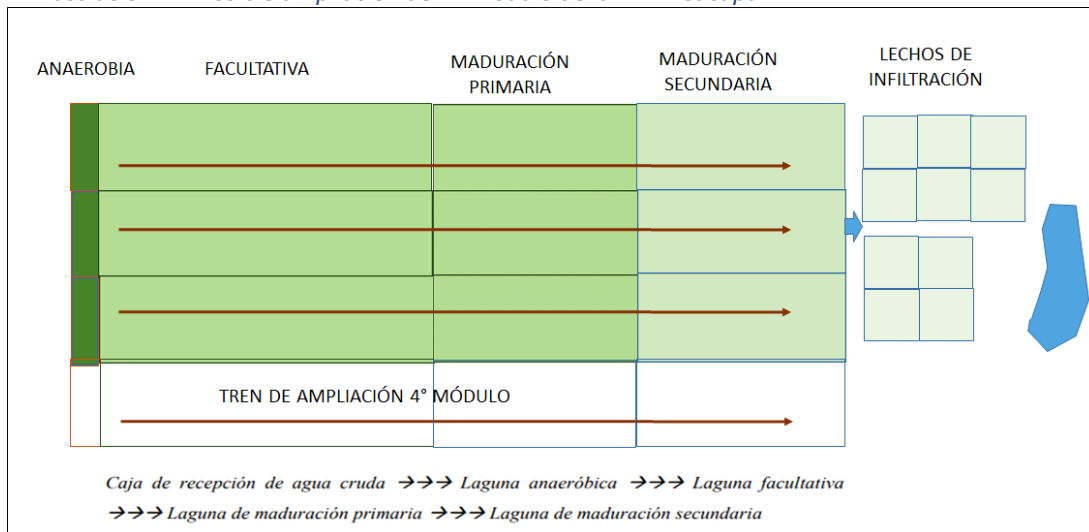 ANAEROBIA
FACULTATIVA
MADURACIÓN
PRIMARIA
MADURACIÓN
SECUNDARIA
LECHOS DE
INFILTRACIÓN
TREN DE AMPLIACIÓN 4° MÓDULO
Caja de recepción de agua cruda →→→ Laguna anaeróbica →→→ Laguna facultativa
→→→ Laguna de maduración primaria →→→ Laguna de maduración secundaria